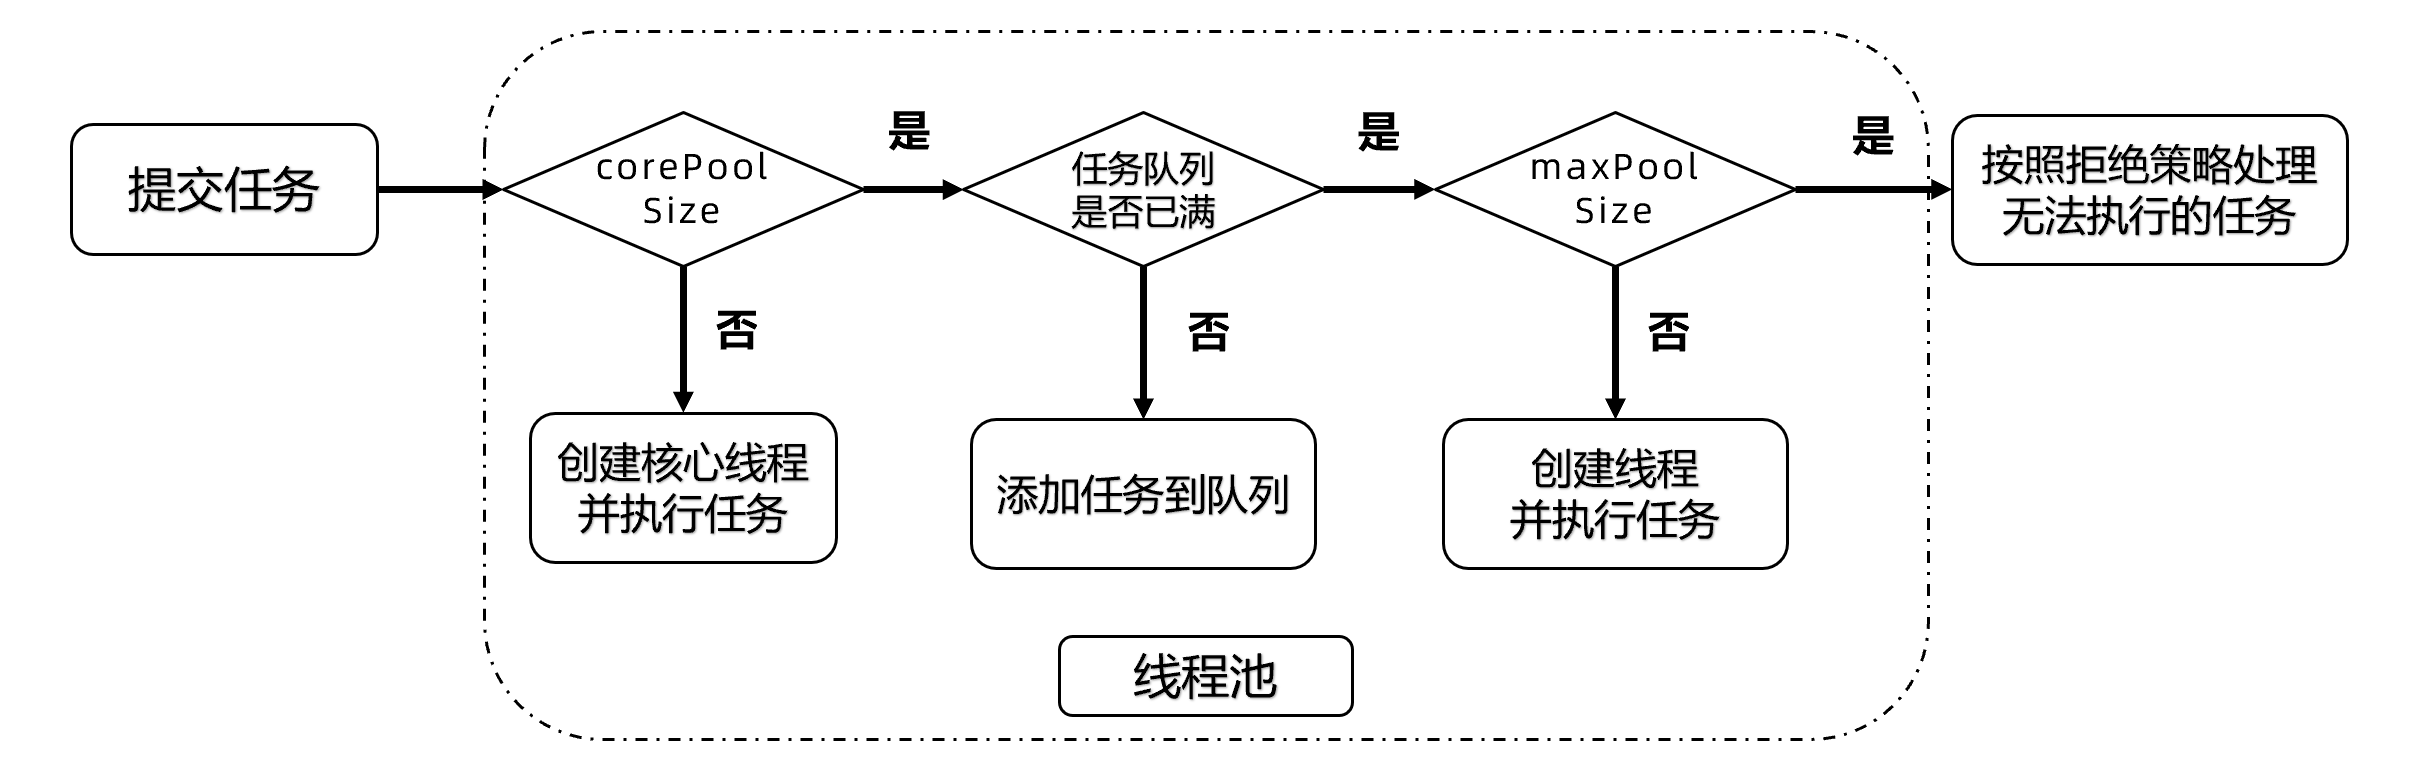 提交任务
corePool
Size
是
任务队列
是否已满
是
maxPool
Size
是
按照拒绝策略处理
无法执行的任务
否
否
否
创建核心线程
并执行任务
添加任务到队列
创建线程
并执行任务
线程池